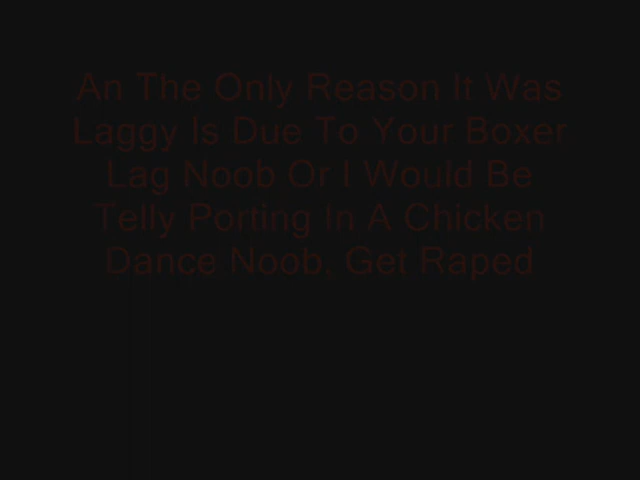 An The Only Reason It Was
Laggy Is Due To Your Boxer
Lag Noob Or I Would Be
Telly Porting In A Chicken
Dance Noob, Get Raped